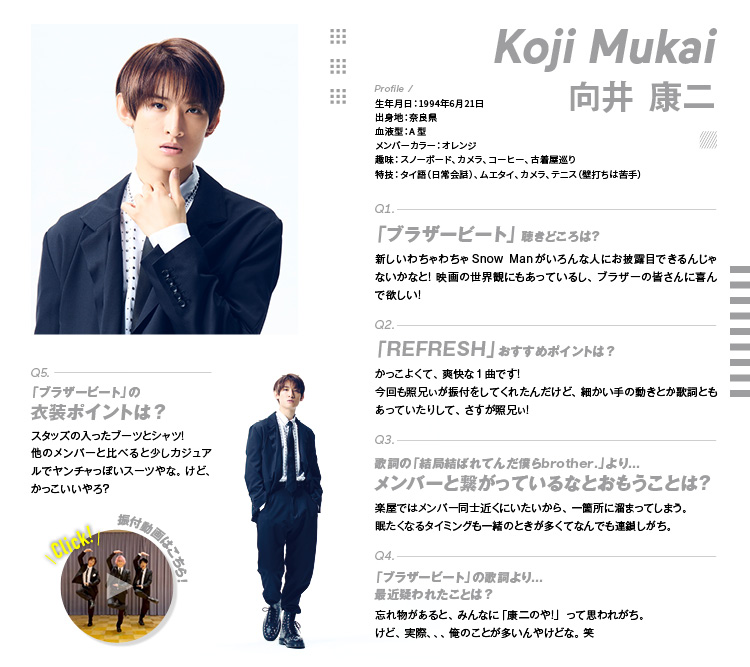 Koji Mukai
向井 康二
Profile /
生年月日：1994年6月21日
出身地：奈良県
血液型：A型
メンバーカラー：オレンジ
趣味：スノーボード、カメラ、コーヒー、古着屋巡り
特技：タイ語（日常会話）、ムエタイ、カメラ、テニス（壁打ちは苦手）
Q1.
「ブラザービート」聴きどころは？
新しいわちゃわちゃSnow Manがいろんな人にお披露目できるんじゃ
ないかなと！映画の世界観にもあっているし、ブラザーの皆さんに喜ん
で欲しい！
Q2.
「REFRESH」おすすめポイントは？
かっこよくて、爽快な1曲です！
今回も照兄ぃが振付をしてくれたんだけど、細かい手の動きとか歌詞とも
あっていたりして、さすが照兄ぃ！
Q3.
歌詞の「結局結ばれてんだ僕らbrother.」より…
メンバーと繋がっているなとおもうことは？
楽屋ではメンバー同士近くにいたいから、一箇所に溜まってしまう。
眠たくなるタイミングも一緒のときが多くてなんでも連鎖しがち。
Q4.
「ブラザービート」の歌詞より…
最近疑われたことは？
忘れ物があると、みんなに「康二のや！」って思われがち。
けど、実際、、、俺のことが多いんやけどな。笑
Q5.
「ブラザービート」の
衣装ポイントは？
スタッズの入ったブーツとシャツ！
他のメンバーと比べると少しカジュア
ルでヤンチャっぽいスーツやな。けど、
かっこいいやろ？
Click!
振付動画はこちら！